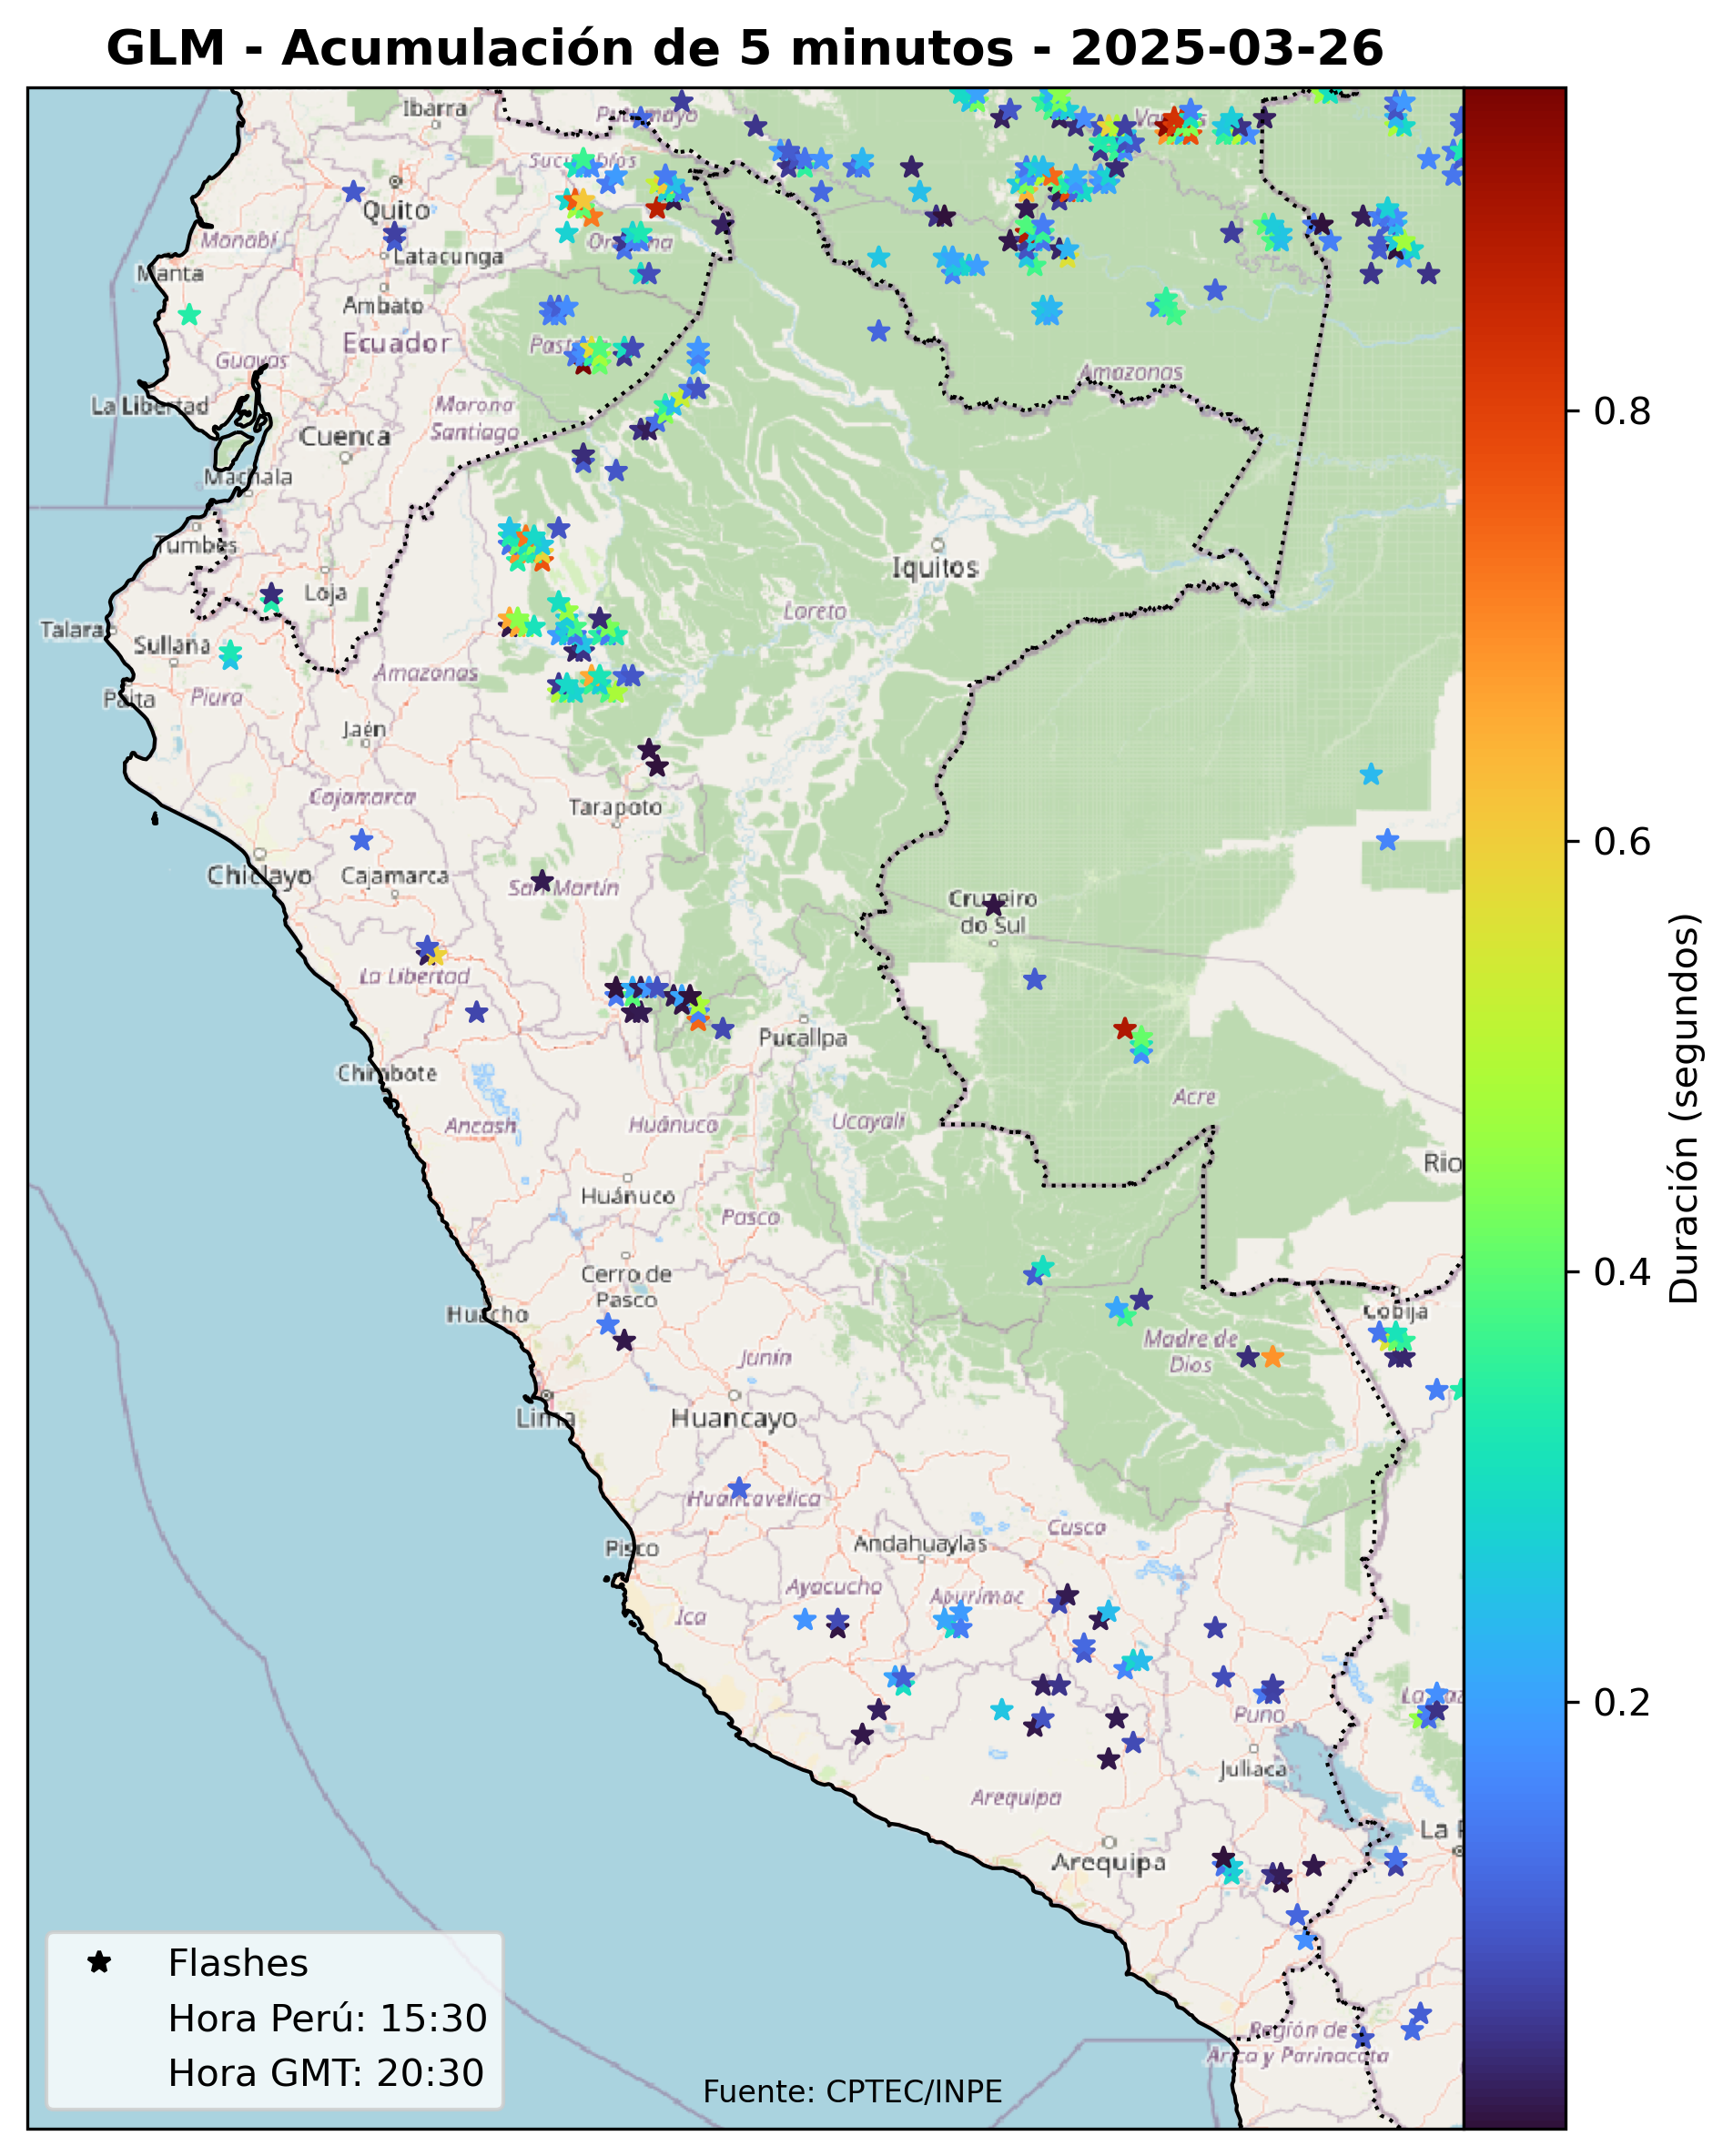 GLM - Acumulación de 5 minutos - 2025-03-26
Ibarra
Putumayo
Sucumbíos
Quito
Manabí
Orellana
Latacunga
Manta
Ambato
Ecuador
Guayas
Amazonas
La Libertad
Morona
Santiago
Cuenca
Machala
Tumbes
Iquitos
Loja
Loreto
Talara
Sullana
Amazonas
Paita
Piura
Jaén
Cajamarca
Tarapoto
Chiclayo
Cajamarca
San Martín
Cruzeiro
do Sul
La Libertad
Pucallpa
Chimbote
Acre
Ancash
Huánuco
Ucayali
Rio
Huánuco
Pasco
Cerro de
Pasco
Huacho
Cobija
Madre de
Dios
Junín
Lima
Huancayo
Huancavelica
Cusco
Pisco
Andahuaylas
Ayacucho
Apurímac
Ica
Puno
Juliaca
Arequipa
La P
Arequipa
Región de
Arica y Parinacota
Flashes
Hora Perú: 15:30
Hora GMT: 20:30
Fuente: CPTEC/INPE
0.8
0.6
0.4
0.2
Duración (segundos)